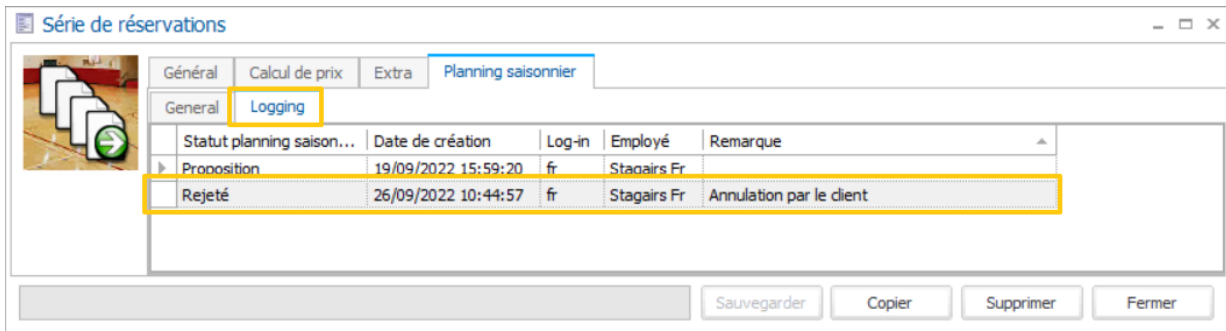 Série de réservations
Général Calcul de prix Extra Planning saisonnier
General Logging
Statut planning saison... Date de création Log-in Employé Remarque
Proposition 19/09/2022 15:59:20 fr Stagairs Fr
Rejeté 26/09/2022 10:44:57 fr Stagairs Fr Annulation par le client
Sauvegarder Copier Supprimer Fermer